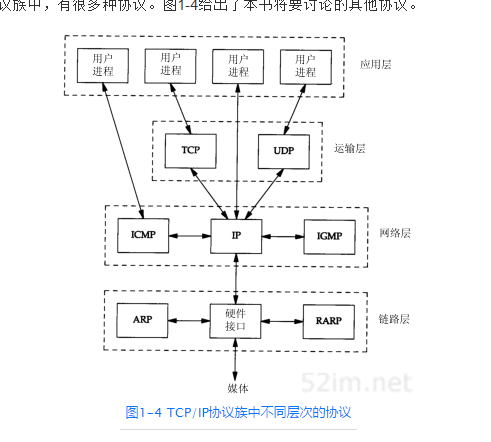 议族中，有很多种协议。图1-4给出了本书将要讨论的其他协议。
用户
进程
用户
进程
用户
进程
用户
进程
应用层
TCP
UDP
运输层
ICMP
IP
IGMP
网络层
ARP
硬件
接口
RARP
链路层
媒体
52im.net
图1-4 TCP/IP协议族中不同层次的协议